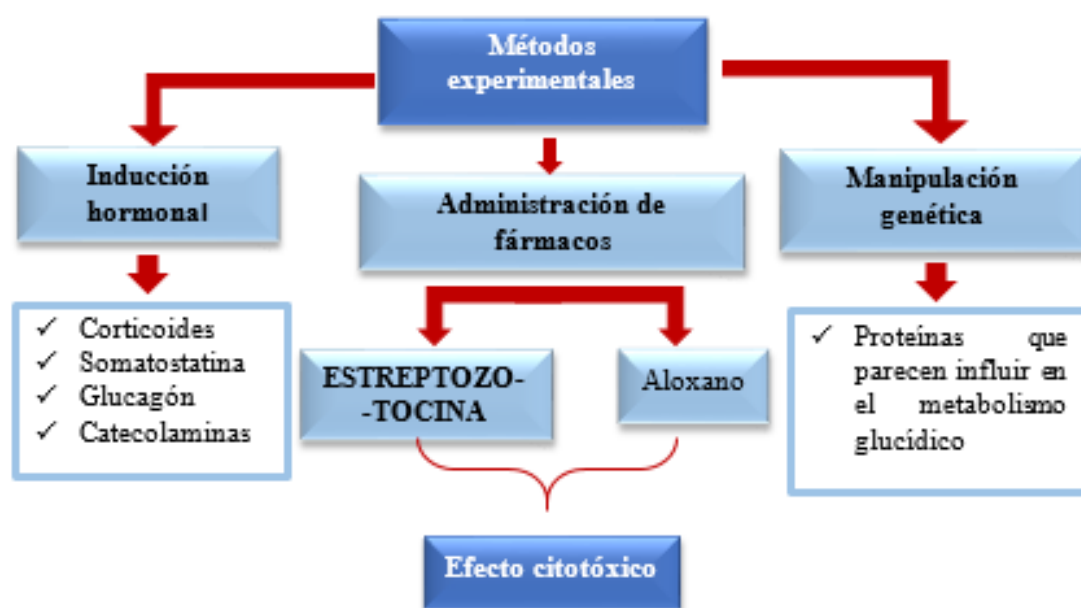 Métodos
experimentales
Inducción
hormonal
Administración de
fármacos
Manipulación
genética
✓ Corticoides
✓ Somatostatina
✓ Glucagón
✓ Catecolaminas
ESTREPTOZO-
-TOCINA
Aloxano
✓ Proteínas que
parecen influir en
el metabolismo
glucídico
Efecto citotóxico